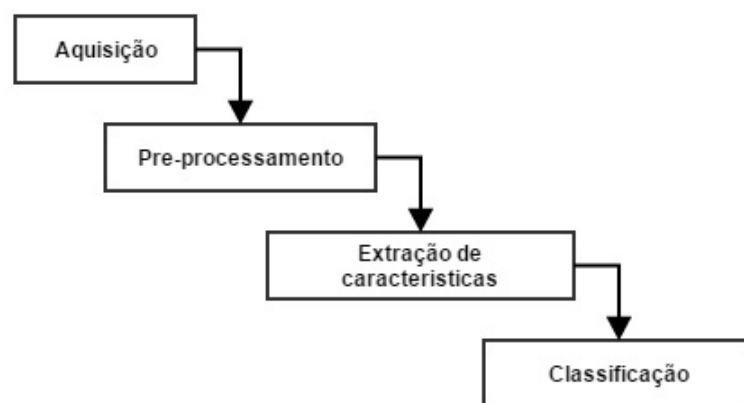 Aquisição
Pre-processamento
Extração de
caracteristicas
Classificação